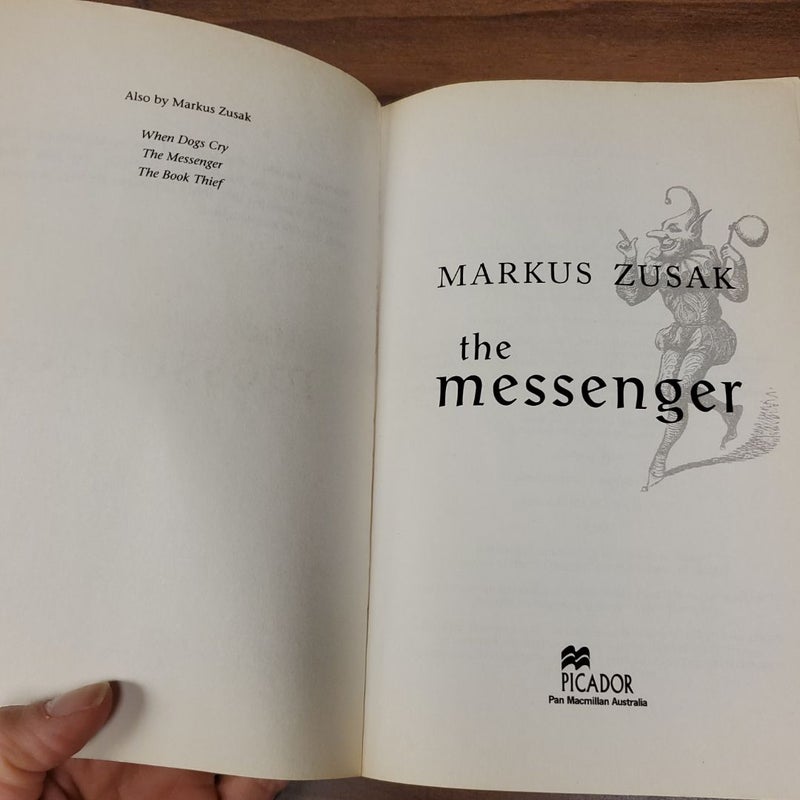 Also by Markus Zusak
When Dogs Cry
The Messenger
The Book Thief
MARKUS ZUSAK
the
messenger
PICADOR
Pan Macmillan Australia